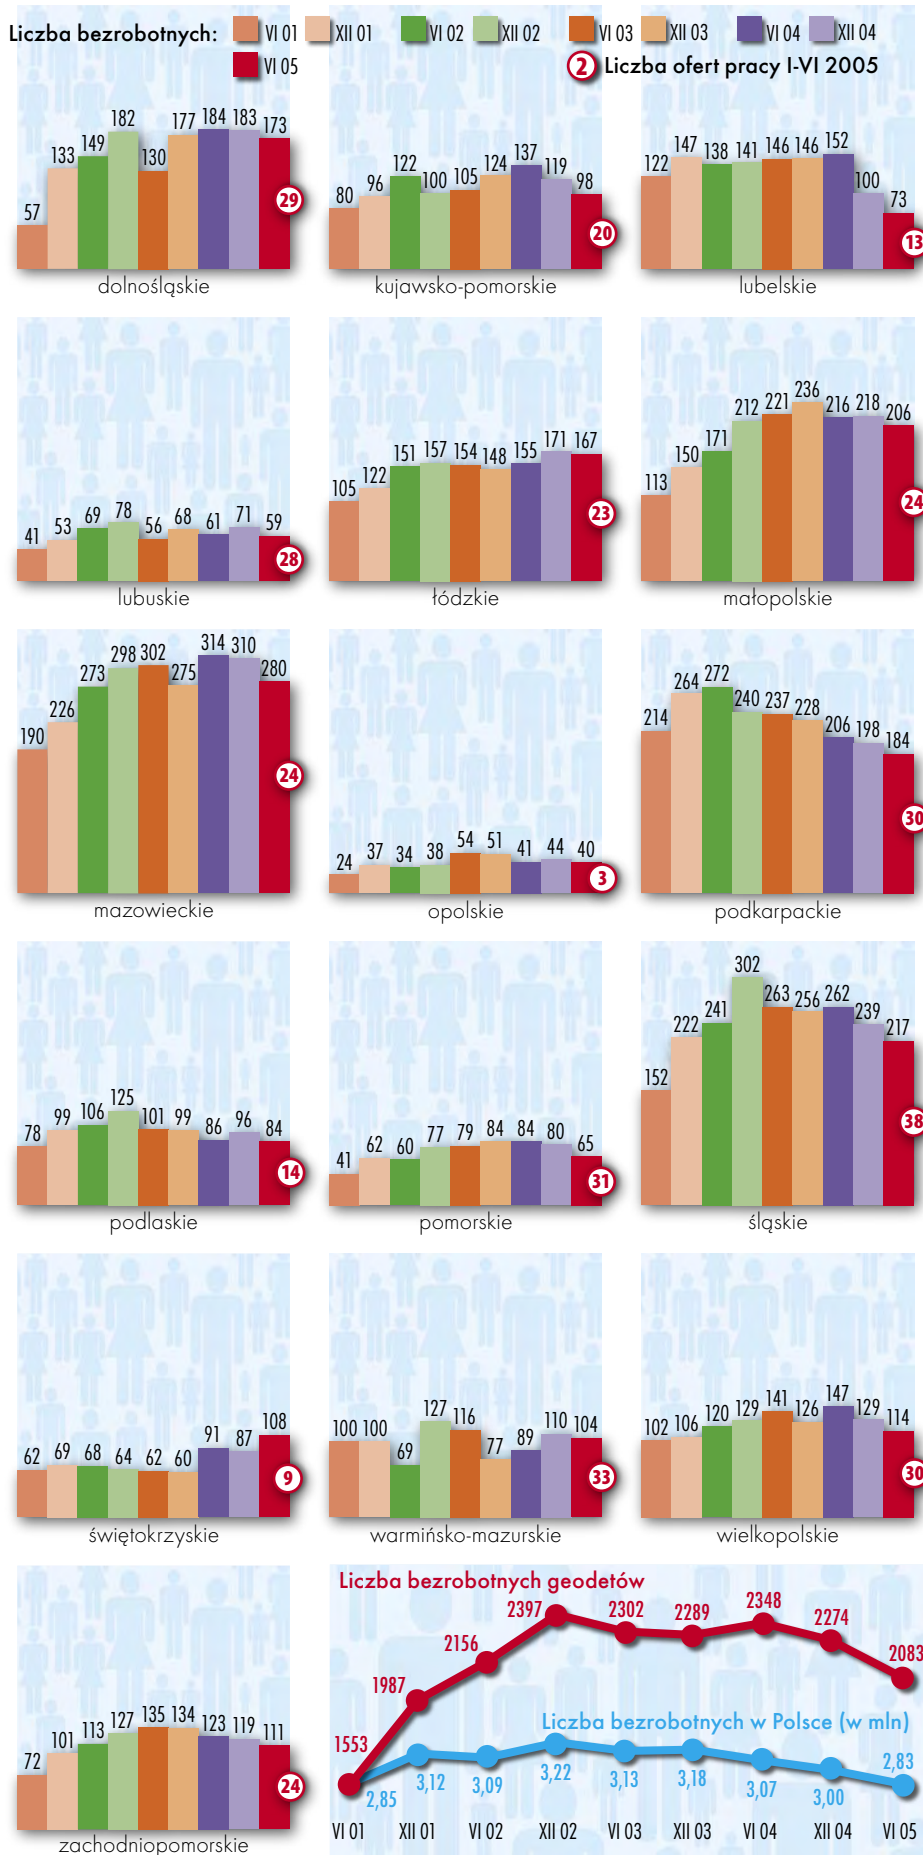 Liczba bezrobotnych: VI 01 XII 01 VI 02 XII 02 VI 03 XII 03 VI 04 XII 04
VI 05 2 Liczba ofert pracy I-VI 2005
57 133 149 182 130 177 184 183 173
29
dolnośląskie
80 96 122 100 105 124 137 119 98
20
kujawsko-pomorskie
122 147 138 141 146 146 152 100 73
13
lubelskie
41 53 69 78 56 68 61 71 59
28
lubuskie
105 122 151 157 154 148 155 171 167
23
łódzkie
113 150 171 212 221 236 216 218 206
24
małopolskie
190 226 273 298 302 275 314 310 280
24
mazowieckie
24 37 34 38 54 51 41 44 40
3
opolskie
214 264 272 240 237 228 206 198 184
30
podkarpackie
78 99 106 125 101 99 86 96 84
14
podlaskie
41 62 60 77 79 84 84 80 65
31
pomorskie
152 222 241 302 263 256 262 239 217
38
śląskie
62 69 68 64 62 60 91 87 108
9
świętokrzyskie
100 100 69 127 116 77 89 110 104
33
warmińsko-mazurskie
102 106 120 129 141 126 147 129 114
30
wielkopolskie
72 101 113 127 135 134 123 119 111
24
zachodniopomorskie
Liczba bezrobotnych geodetów
1553 1987 2156 2397 2302 2289 2348 2274 2083
Liczba bezrobotnych w Polsce (w mln)
2,85 3,12 3,09 3,22 3,13 3,18 3,07 3,00 2,83
VI 01 XII 01 VI 02 XII 02 VI 03 XII 03 VI 04 XII 04 VI 05